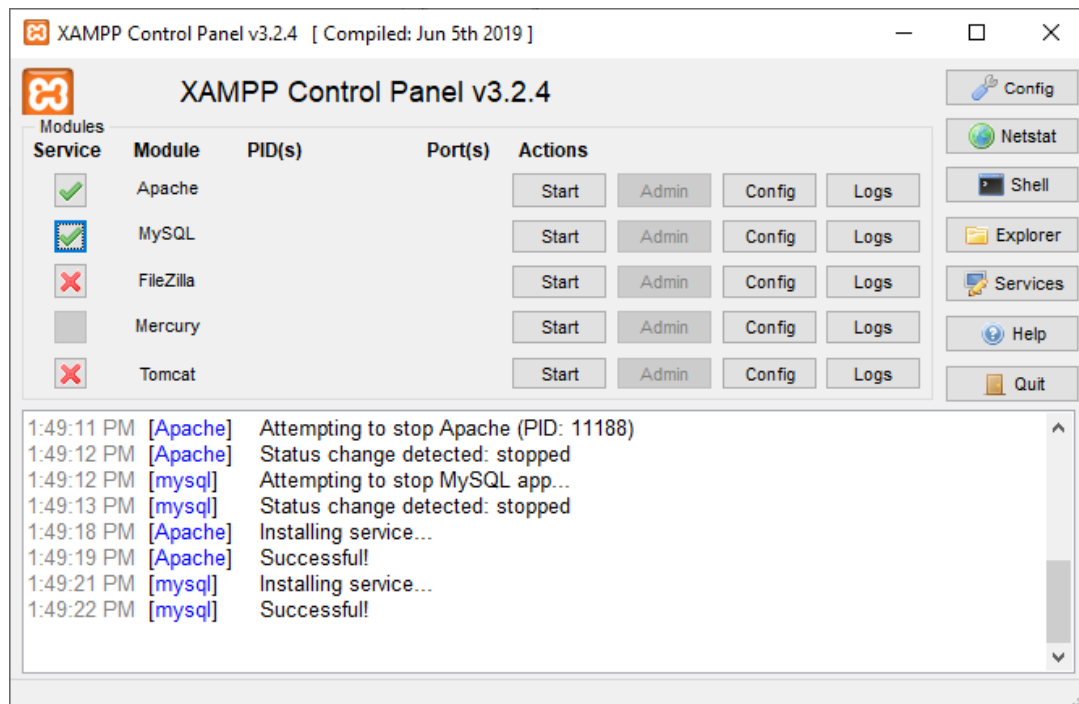 XAMPP Control Panel v3.2.4 [ Compiled: Jun 5th 2019 ]
XAMPP Control Panel v3.2.4
Config
Modules
Service Module PID(s) Port(s) Actions
Netstat
Apache Start Admin Config Logs
Shell
MySQL Start Admin Config Logs
Explorer
FileZilla Start Admin Config Logs
Services
Mercury Start Admin Config Logs
Help
Tomcat Start Admin Config Logs
Quit
1:49:11 PM [Apache] Attempting to stop Apache (PID: 11188)
1:49:12 PM [Apache] Status change detected: stopped
1:49:12 PM [mysql] Attempting to stop MySQL app...
1:49:13 PM [mysql] Status change detected: stopped
1:49:18 PM [Apache] Installing service...
1:49:19 PM [Apache] Successful!
1:49:21 PM [mysql] Installing service...
1:49:22 PM [mysql] Successful!